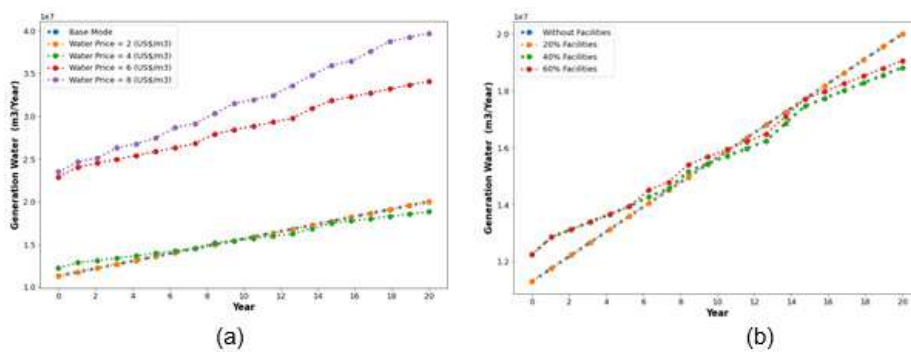 1e7
Base Mode
Water Price = 2 (US$/m3)
Water Price = 4 (US$/m3)
Water Price = 6 (US$/m3)
Water Price = 8 (US$/m3)
Generation Water (m3/Year)
4.0
3.5
3.0
2.5
2.0
1.5
1.0
0 2 4 6 8 10 12 14 16 18 20
Year
(a)
1e7
Without Facilities
20% Facilities
40% Facilities
60% Facilities
Generation Water (m3/Year)
2.0
1.8
1.6
1.4
1.2
0 2 4 6 8 10 12 14 16 18 20
Year
(b)